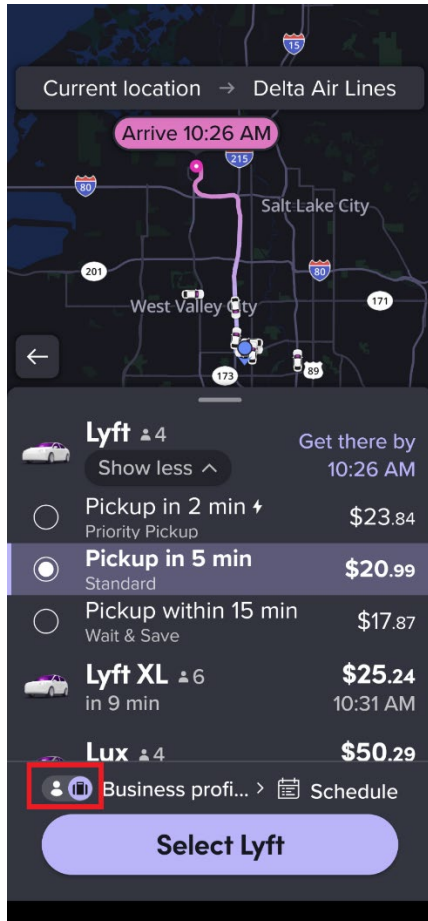 15
Current location → Delta Air Lines
Arrive 10:26 AM
215
80
Salt Lake City
201
80
West Valley City
171
173
89
Lyft 4
Get there by
Show less
10:26 AM
Pickup in 2 min
$23.84
Priority Pickup
Pickup in 5 min
$20.99
Standard
Pickup within 15 min
$17.87
Wait & Save
Lyft XL 6
$25.24
in 9 min
10:31 AM
Lux 4
$50.29
Business profi... >
Schedule
Select Lyft